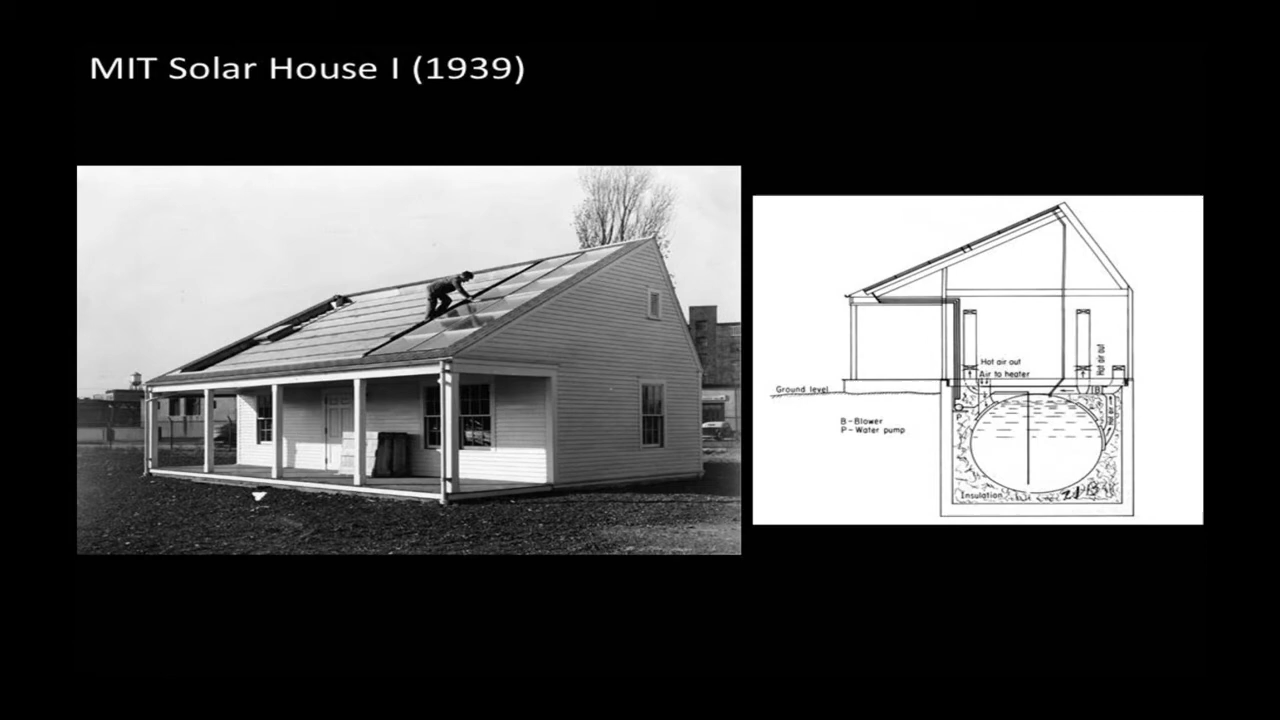 MIT Solar House I (1939)
Hot air out
Air to heater
Hot air out
Ground level
B-Blower
P-Water pump
B
P
Insulation